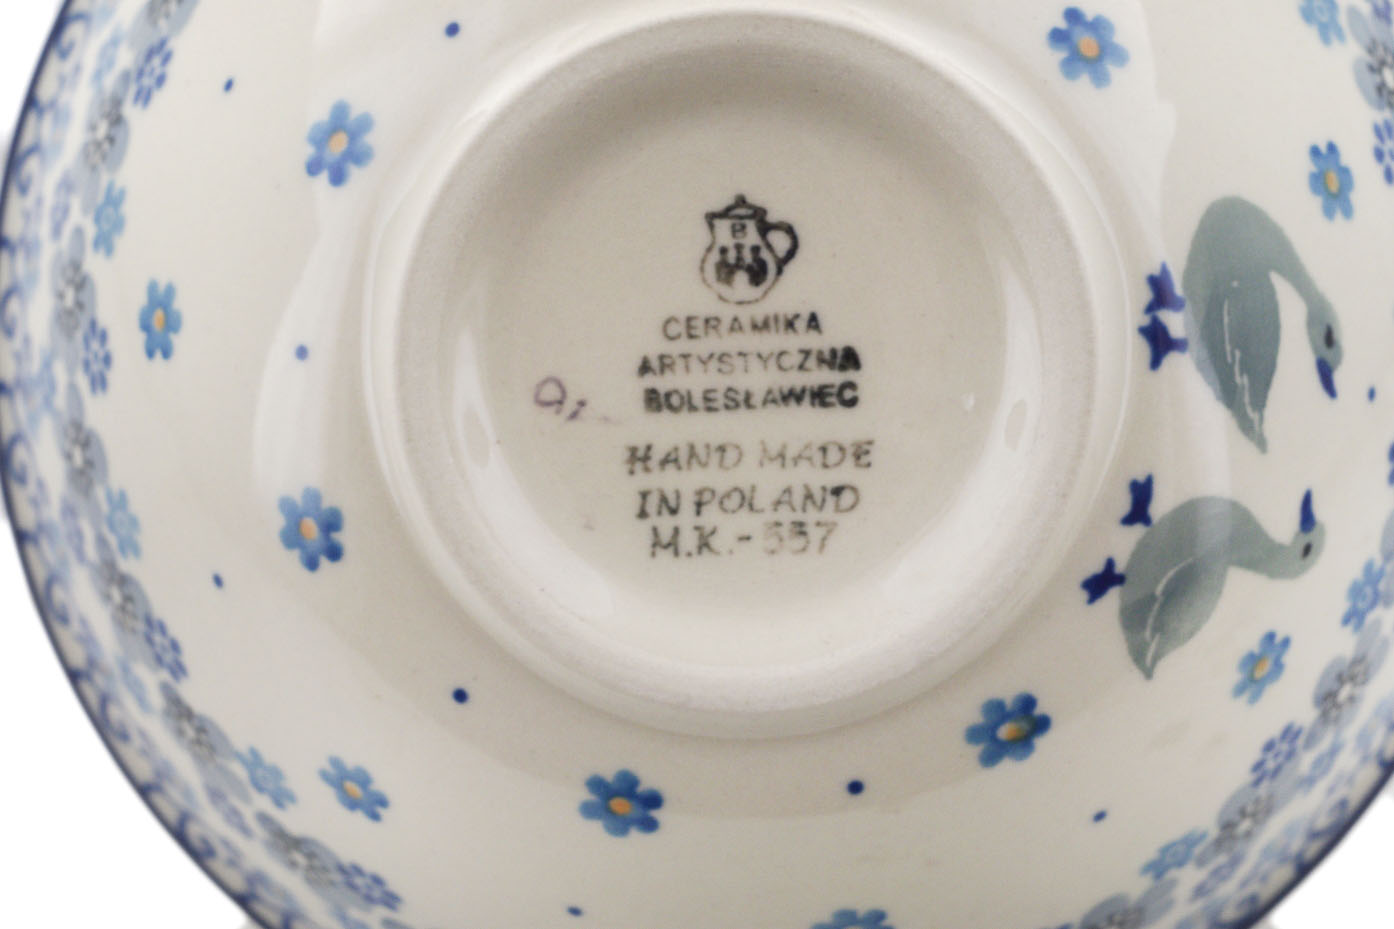 B
CERAMIKA
ARTYSTYCZNA
BOLESŁAWIEC
HAND MADE
IN POLAND
M.K.-557